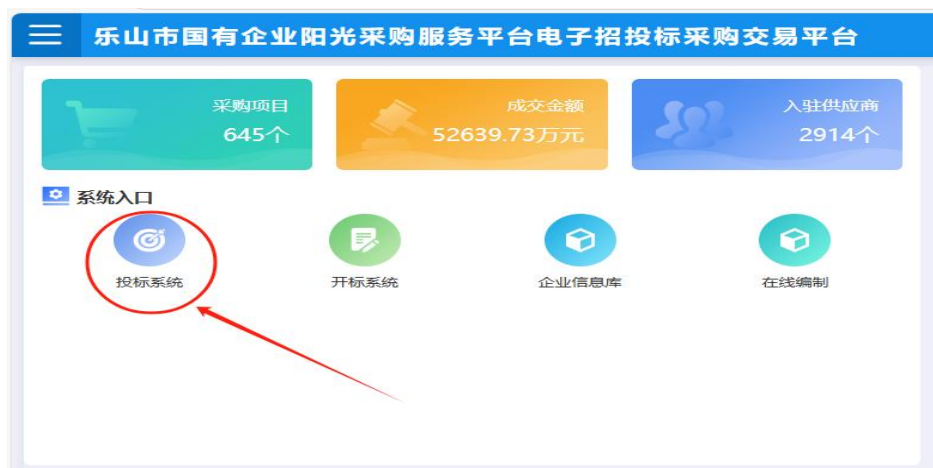 乐山市国有企业阳光采购服务平台电子招投标采购交易平台
采购项目
645个
成交金额
52639.73万元
入驻供应商
2914个
系统入口
投标系统
开标系统
企业信息库
在线编制